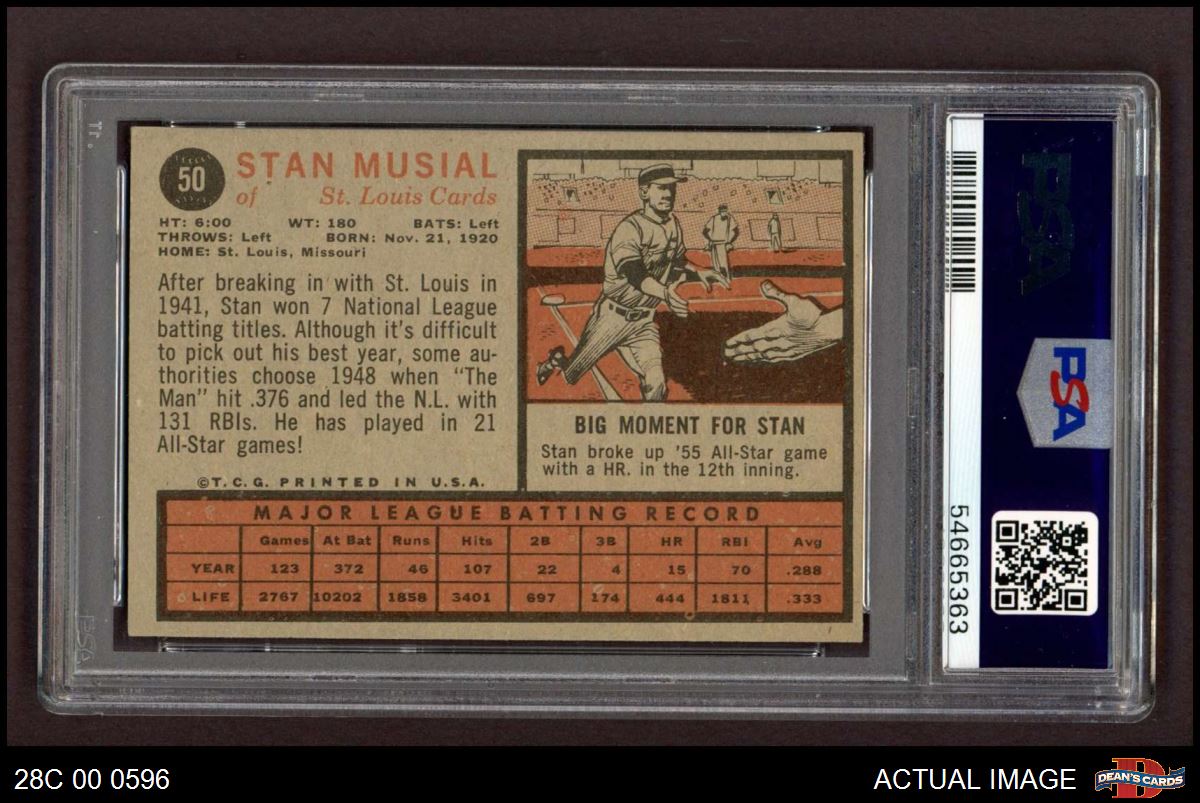 50
STAN MUSIAL
of St. Louis Cards
HT: 6:00 WT: 180 BATS: Left
THROWS: Left BORN: Nov. 21, 1920
HOME: St. Louis, Missouri
After breaking in with St. Louis in
1941, Stan won 7 National League
batting titles. Although it's difficult
to pick out his best year, some au-
thorities choose 1948 when "The
Man" hit .376 and led the N.L. with
131 RBIs. He has played in 21
All-Star games!
©T.C.G. PRINTED IN U.S.A.
BIG MOMENT FOR STAN
Stan broke up '55 All-Star game
with a HR. in the 12th inning.
MAJOR LEAGUE BATTING RECORD
Games At Bat Runs Hits 2B 3B HR RBI Avg
YEAR 123 372 46 107 22 4 15 70 .288
LIFE 2767 10202 1858 3401 697 174 444 1811 .333
PSA
PSA
54665363
PSA
28C 00 0596
ACTUAL IMAGE
DEAN'S CARDS